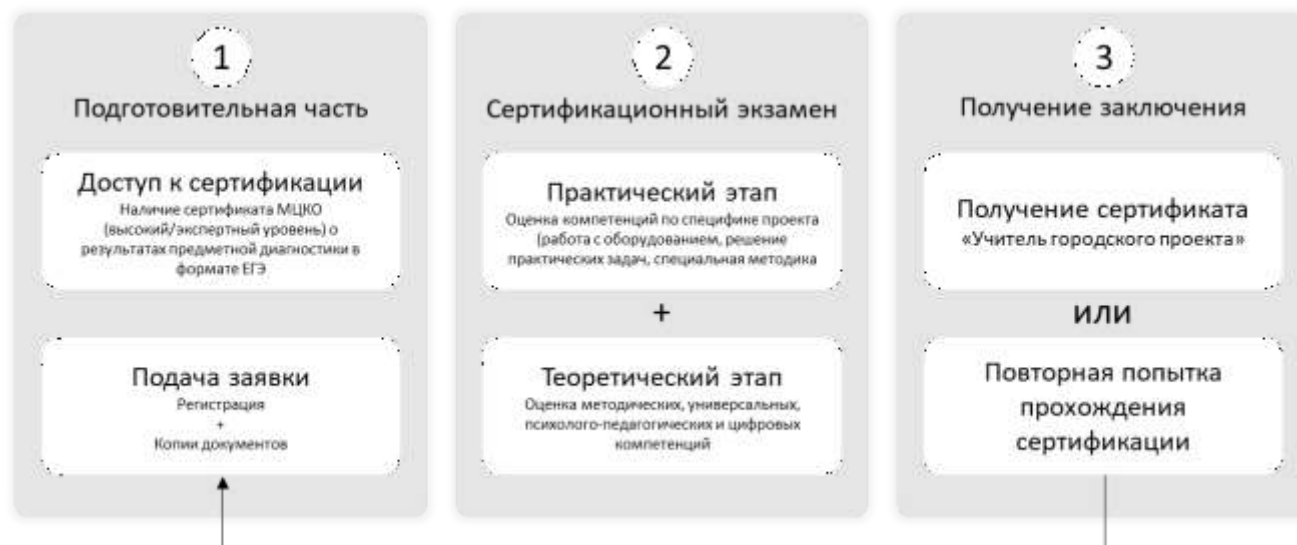 1
Подготовительная часть
Доступ к сертификации
Наличие сертификата МЦКО
(высокий/экспертный уровень) о
результатах предметной диагностики в
формате ЕГЭ
Подача заявки
Регистрация
+
Копии документов
2
Сертификационный экзамен
Практический этап
Оценка компетенций по специфике проекта
(работа с оборудованием, решение
практических задач, специальная методика
+
Теоретический этап
Оценка методических, универсальных,
психолого-педагогических и цифровых
компетенций
3
Получение заключения
Получение сертификата
«Учитель городского проекта»
или
Повторная попытка
прохождения
сертификации